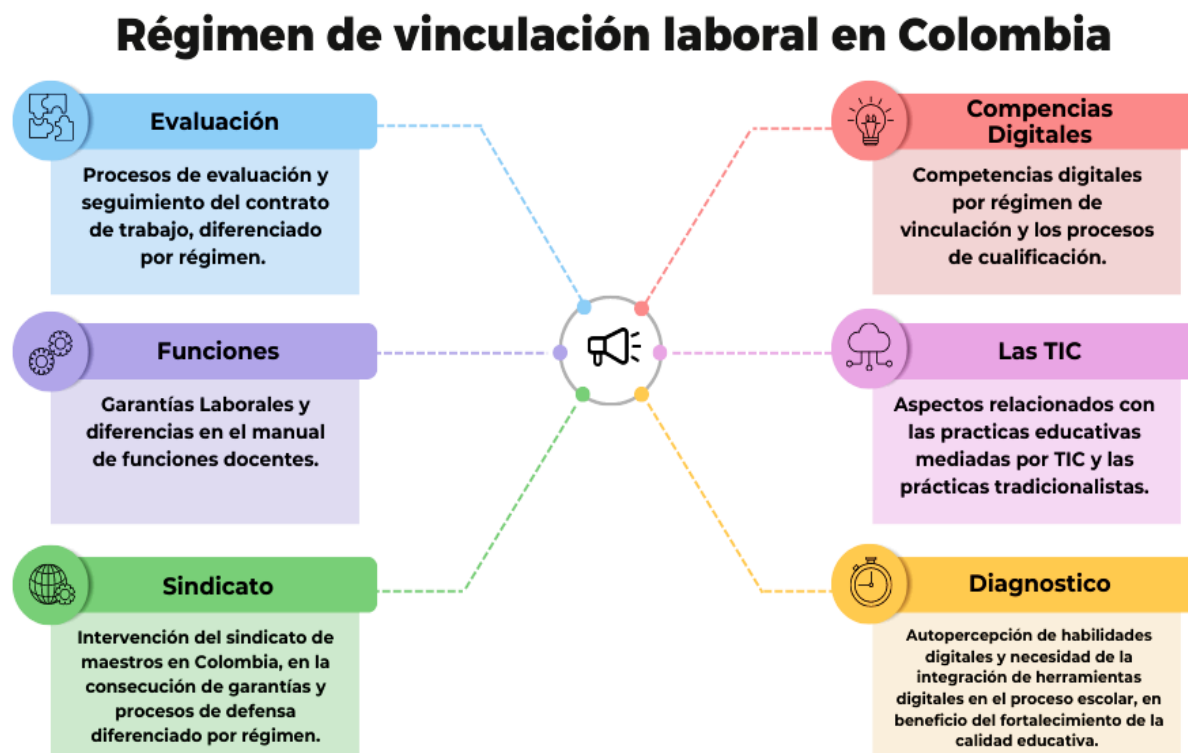 Régimen de vinculación laboral en Colombia
Evaluación
Procesos de evaluación y
seguimiento del contrato
de trabajo, diferenciado
por régimen.
Funciones
Garantías Laborales y
diferencias en el manual
de funciones docentes.
Sindicato
Intervención del sindicato de
maestros en Colombia, en la
consecución de garantías y
procesos de defensa
diferenciado por régimen.
Compencias
Digitales
Competencias digitales
por régimen de
vinculación y los procesos
de cualificación.
Las TIC
Aspectos relacionados con
las practicas educativas
mediadas por TIC y las
prácticas tradicionalistas.
Diagnostico
Autopercepción de habilidades
digitales y necesidad de la
integración de herramientas
digitales en el proceso escolar, en
beneficio del fortalecimiento de la
calidad educativa.